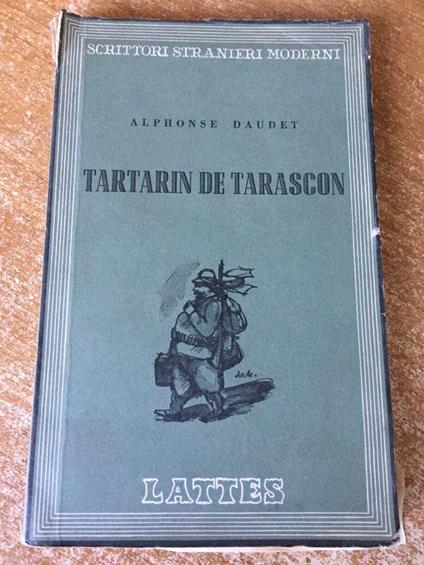 SCRITTORI STRANIERI MODERNI
ALPHONSE DAUDET
TARTARIN DE TARASCON
LATTES